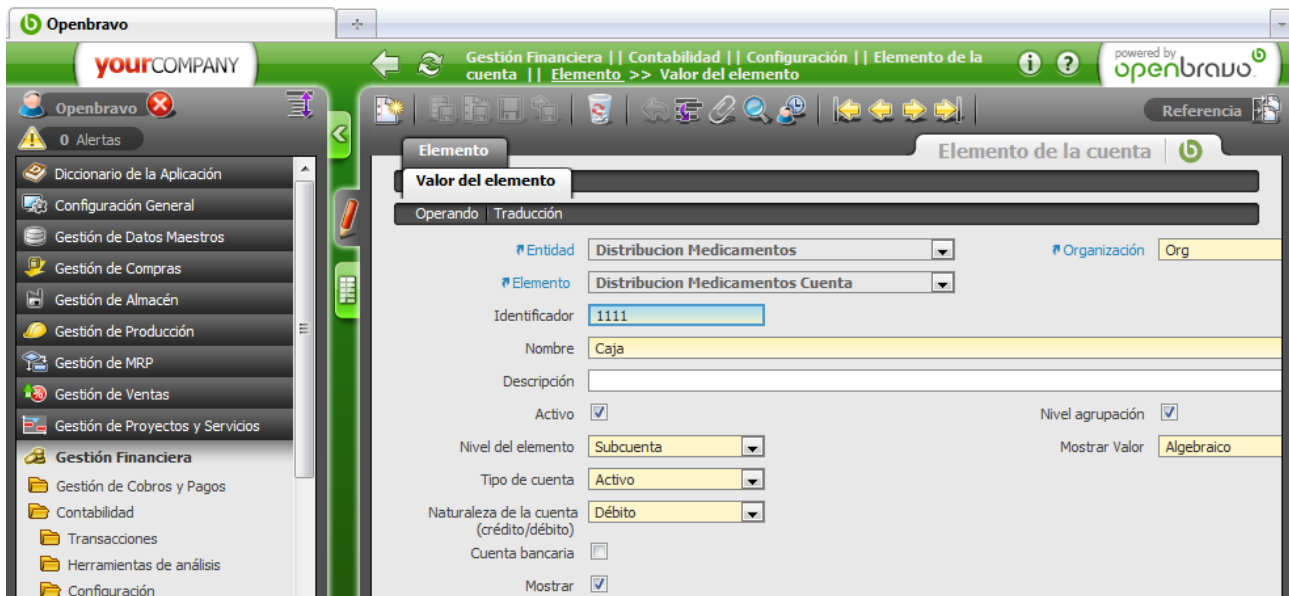 Openbravo
yourCOMPANY
Gestión Financiera || Contabilidad || Configuración || Elemento de la
cuenta || Elemento >> Valor del elemento
powered by
openbravo
Openbravo
Referencia
0 Alertas
Elemento
Elemento de la cuenta
Valor del elemento
Operando Traducción
Diccionario de la Aplicación
Configuración General
Gestión de Datos Maestros
Gestión de Compras
Gestión de Almacén
Gestión de Producción
Gestión de MRP
Gestión de Ventas
Gestión de Proyectos y Servicios
Gestión Financiera
Gestión de Cobros y Pagos
Contabilidad
Transacciones
Herramientas de análisis
Configuración
Entidad Distribucion Medicamentos Organización Org
Elemento Distribucion Medicamentos Cuenta
Identificador 1111
Nombre Caja
Descripción
Activo Nivel agrupación
Nivel del elemento Subcuenta Mostrar Valor Algebraico
Tipo de cuenta Activo
Naturaleza de la cuenta Débito
(crédito/débito)
Cuenta bancaria
Mostrar